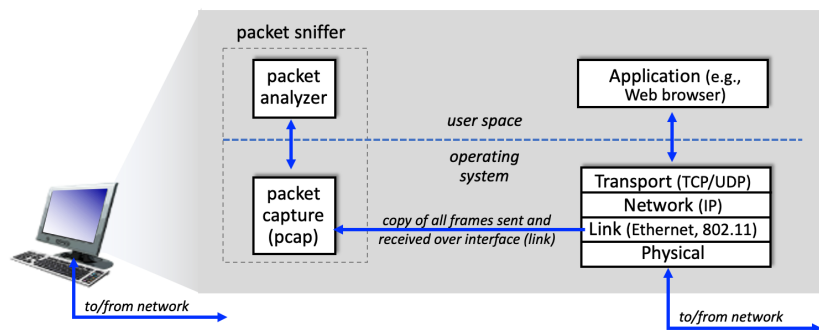 packet sniffer
packet
analyzer
Application (e.g.,
Web browser)
user space
operating
system
packet
capture
(pcap)
copy of all frames sent and
received over interface (link)
Transport (TCP/UDP)
Network (IP)
Link (Ethernet, 802.11)
Physical
to/from network
to/from network